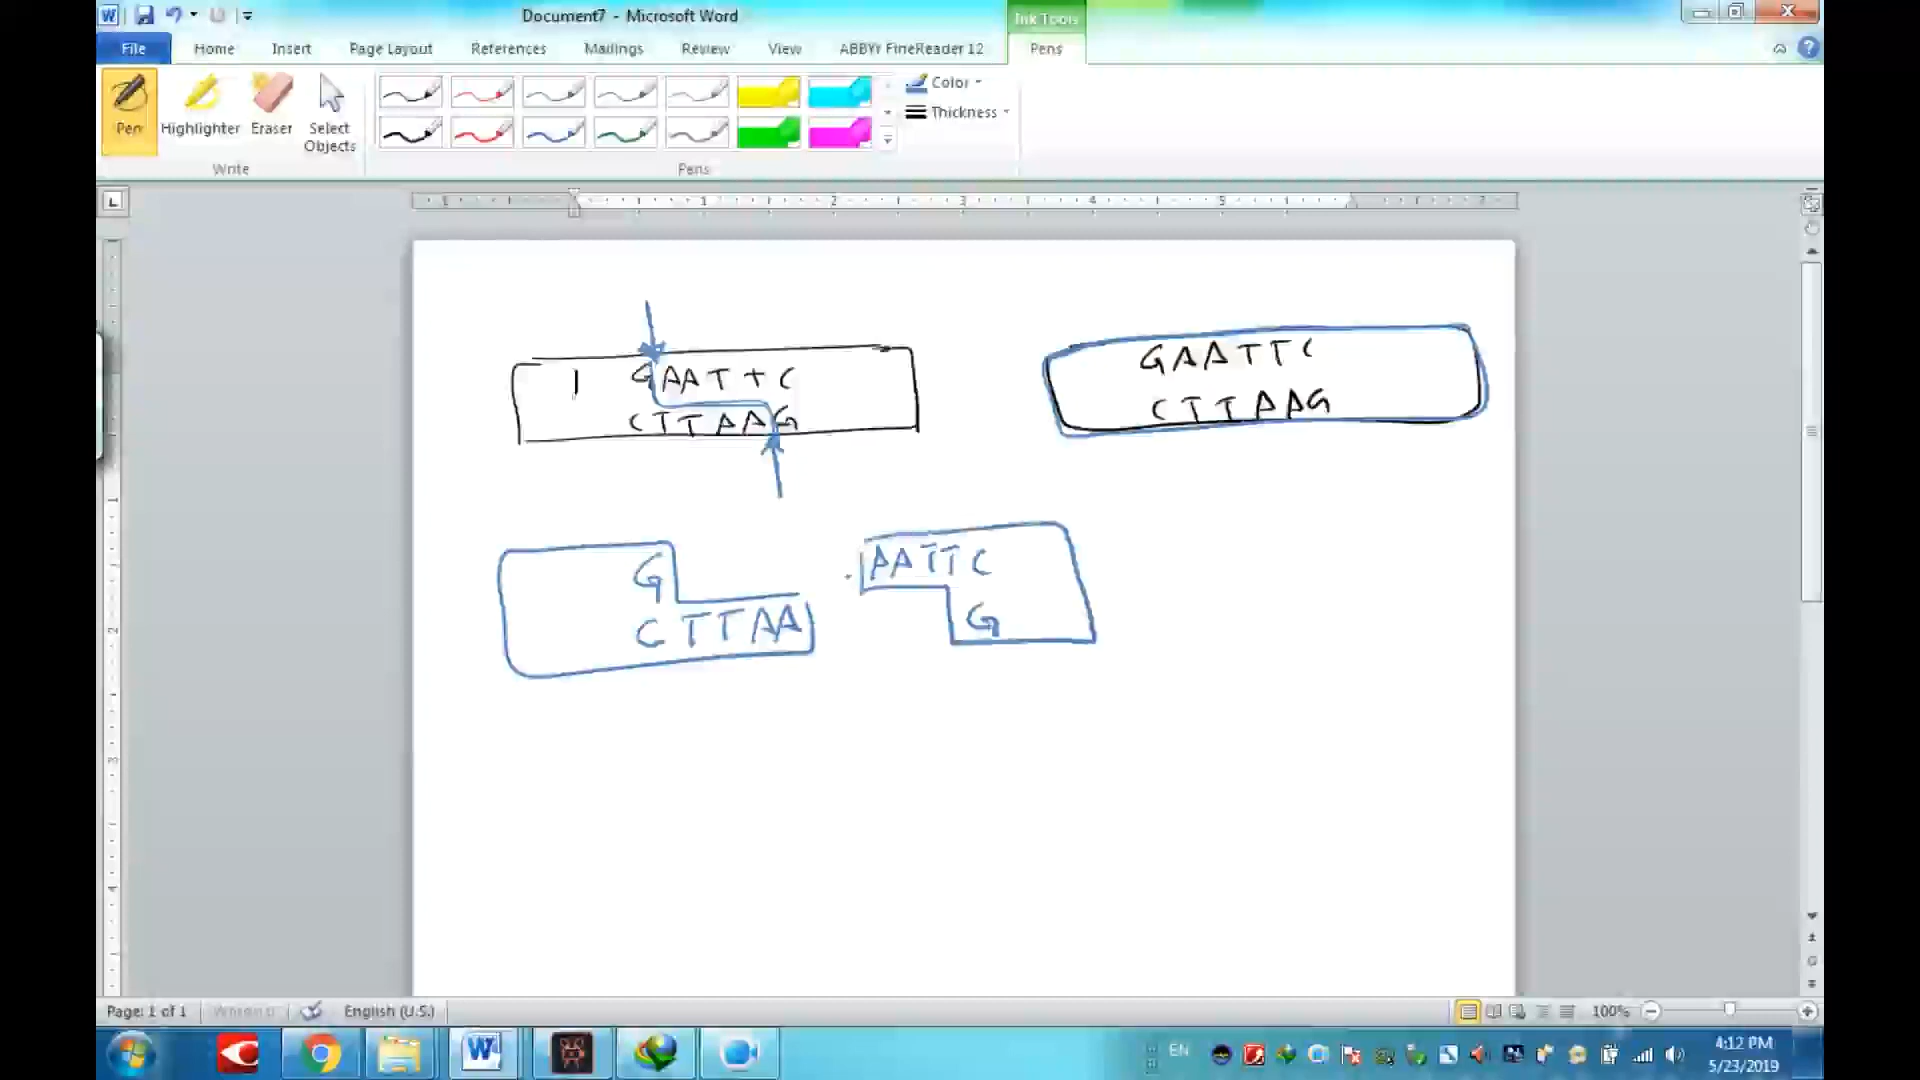 Document7 - Microsoft Word
Ink Tools
File Home Insert Page Layout References Mailings Review View ABBYY FineReader 12 Pens
Pen Highlighter Eraser Select Objects
Color
Thickness
Write
Pens
1 GAATTC
CTTAAG
GAATTC
CTTAAG
G
CTTAA
AATTC
G
Page: 1 of 1 English (U.S.) 100%
EN
4:12 PM
5/23/2019